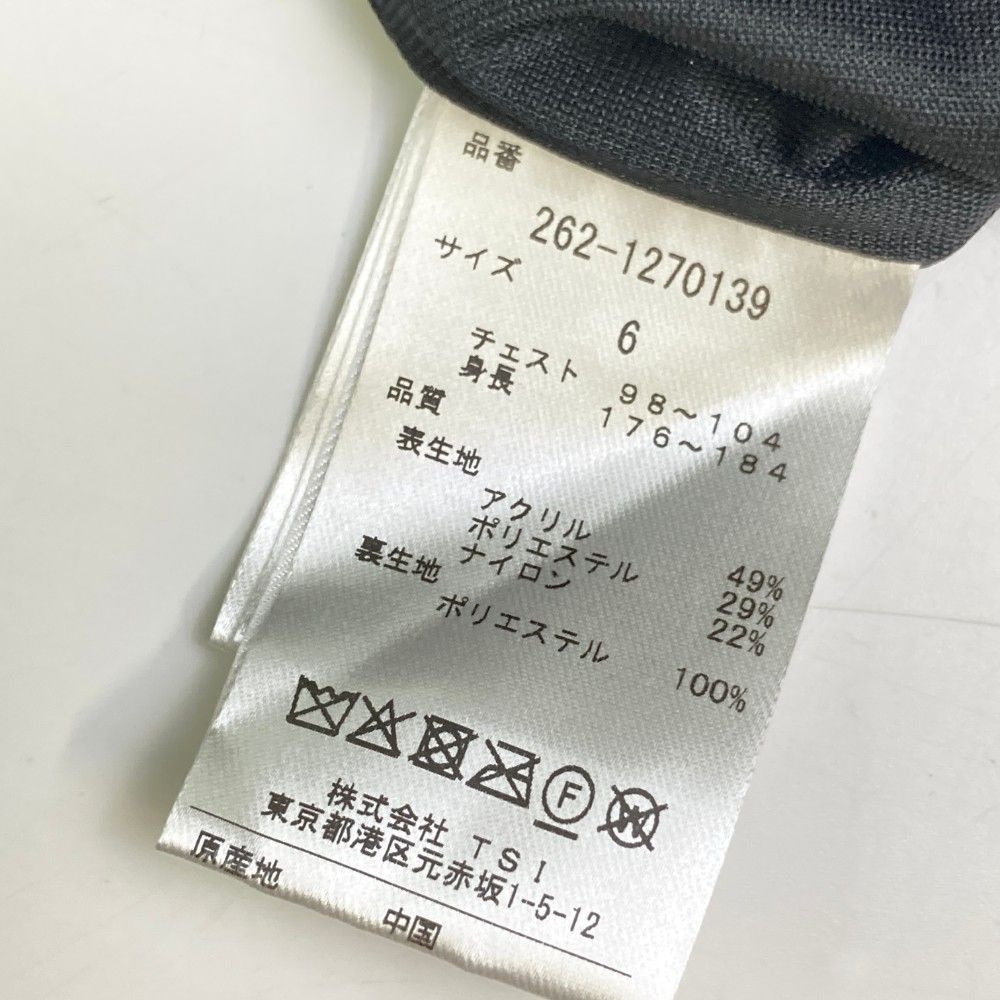 品番
262-1270139
サイズ
6
チェスト 98～104
身長 176～184
品質
表生地
アクリル 49%
ポリエステル 29%
ナイロン 22%
裏生地
ポリエステル 100%
F
W
株式会社 TSI
東京都港区元赤坂1-5-12
原産地
中国